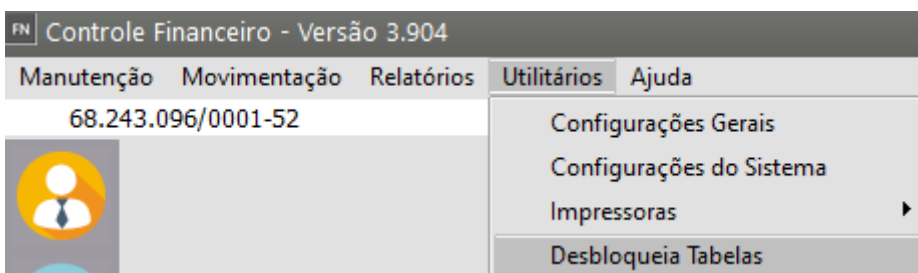 FN Controle Financeiro - Versão 3.904
Manutenção Movimentação Relatórios Utilitários Ajuda
68.243.096/0001-52
Configurações Gerais
Configurações do Sistema
Impressoras
Desbloqueia Tabelas